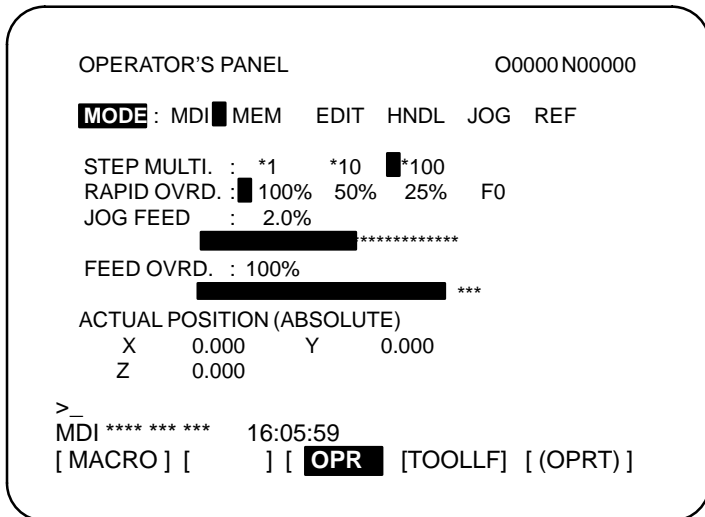 OPERATOR'S PANEL O0000 N00000
MODE : MDI MEM EDIT HNDL JOG REF
STEP MULTI. : *1 *10 *100
RAPID OVRD. : 100% 50% 25% F0
JOG FEED : 2.0%
*************
FEED OVRD. : 100%
***
ACTUAL POSITION (ABSOLUTE)
X 0.000 Y 0.000
Z 0.000
>_
MDI **** *** *** 16:05:59
[ MACRO ] [ ] [ OPR [TOOLLF] [ (OPRT) ]